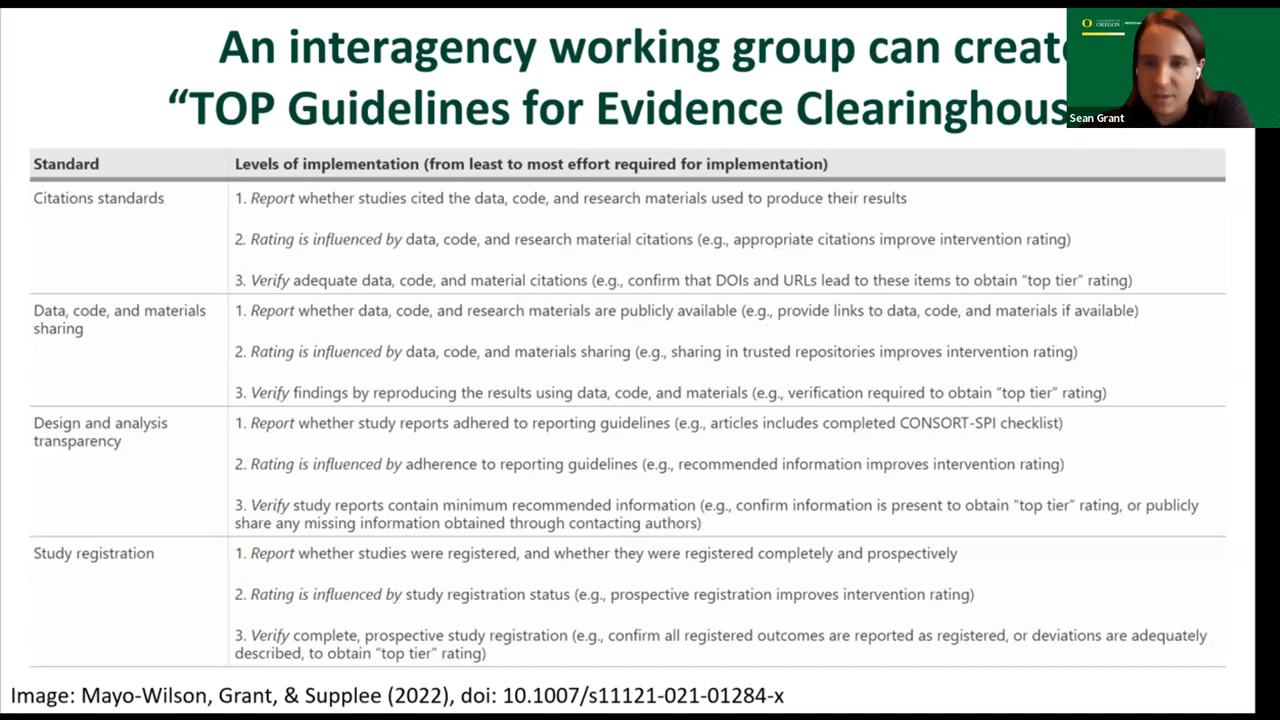 An interagency working group can create
“TOP Guidelines for Evidence Clearinghous
UNIVERSITY OF
OREGON
Sean Grant
Standard
Levels of implementation (from least to most effort required for implementation)
Citations standards
1. Report whether studies cited the data, code, and research materials used to produce their results
2. Rating is influenced by data, code, and research material citations (e.g., appropriate citations improve intervention rating)
3. Verify adequate data, code, and material citations (e.g., confirm that DOIs and URLs lead to these items to obtain “top tier” rating)
Data, code, and materials
sharing
1. Report whether data, code, and research materials are publicly available (e.g., provide links to data, code, and materials if available)
2. Rating is influenced by data, code, and materials sharing (e.g., sharing in trusted repositories improves intervention rating)
3. Verify findings by reproducing the results using data, code, and materials (e.g., verification required to obtain “top tier” rating)
Design and analysis
transparency
1. Report whether study reports adhered to reporting guidelines (e.g., articles includes completed CONSORT-SPI checklist)
2. Rating is influenced by adherence to reporting guidelines (e.g., recommended information improves intervention rating)
3. Verify study reports contain minimum recommended information (e.g., confirm information is present to obtain “top tier” rating, or publicly
share any missing information obtained through contacting authors)
Study registration
1. Report whether studies were registered, and whether they were registered completely and prospectively
2. Rating is influenced by study registration status (e.g., prospective registration improves intervention rating)
3. Verify complete, prospective study registration (e.g., confirm all registered outcomes are reported as registered, or deviations are adequately
described, to obtain “top tier” rating)
Image: Mayo-Wilson, Grant, & Supplee (2022), doi: 10.1007/s11121-021-01284-x